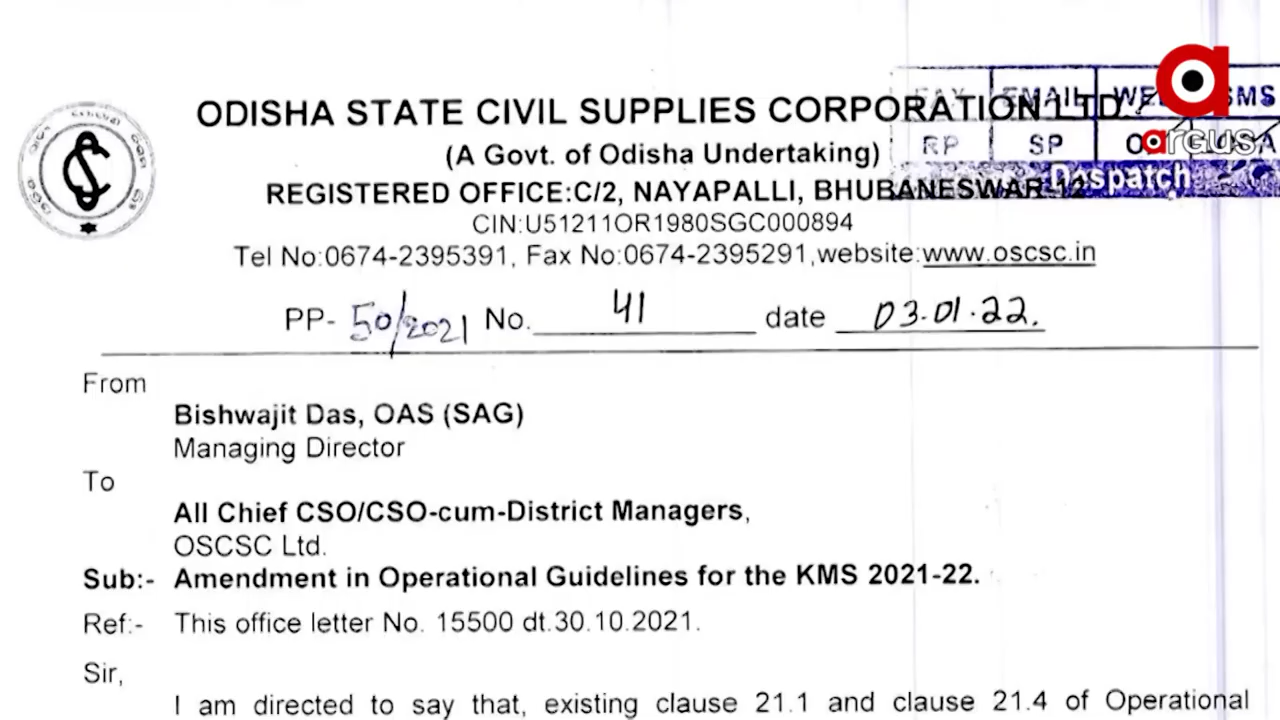 ODISHA STATE CIVIL SUPPLIES CORPORATION LTD.
FAX EMAIL WEB SMS
(A Govt. of Odisha Undertaking)
RP SP
argus
REGISTERED OFFICE:C/2, NAYAPALLI, BHUBANESWAR-12
Despatch
CIN:U51211OR1980SGC000894
Tel No:0674-2395391, Fax No:0674-2395291,website:www.oscsc.in
PP- 50/2021 No. 41 date 03.01.22.
From
Bishwajit Das, OAS (SAG)
Managing Director
To
All Chief CSO/CSO-cum-District Managers,
OSCSC Ltd.
Sub:- Amendment in Operational Guidelines for the KMS 2021-22.
Ref:- This office letter No. 15500 dt.30.10.2021.
Sir,
I am directed to say that, existing clause 21.1 and clause 21.4 of Operational